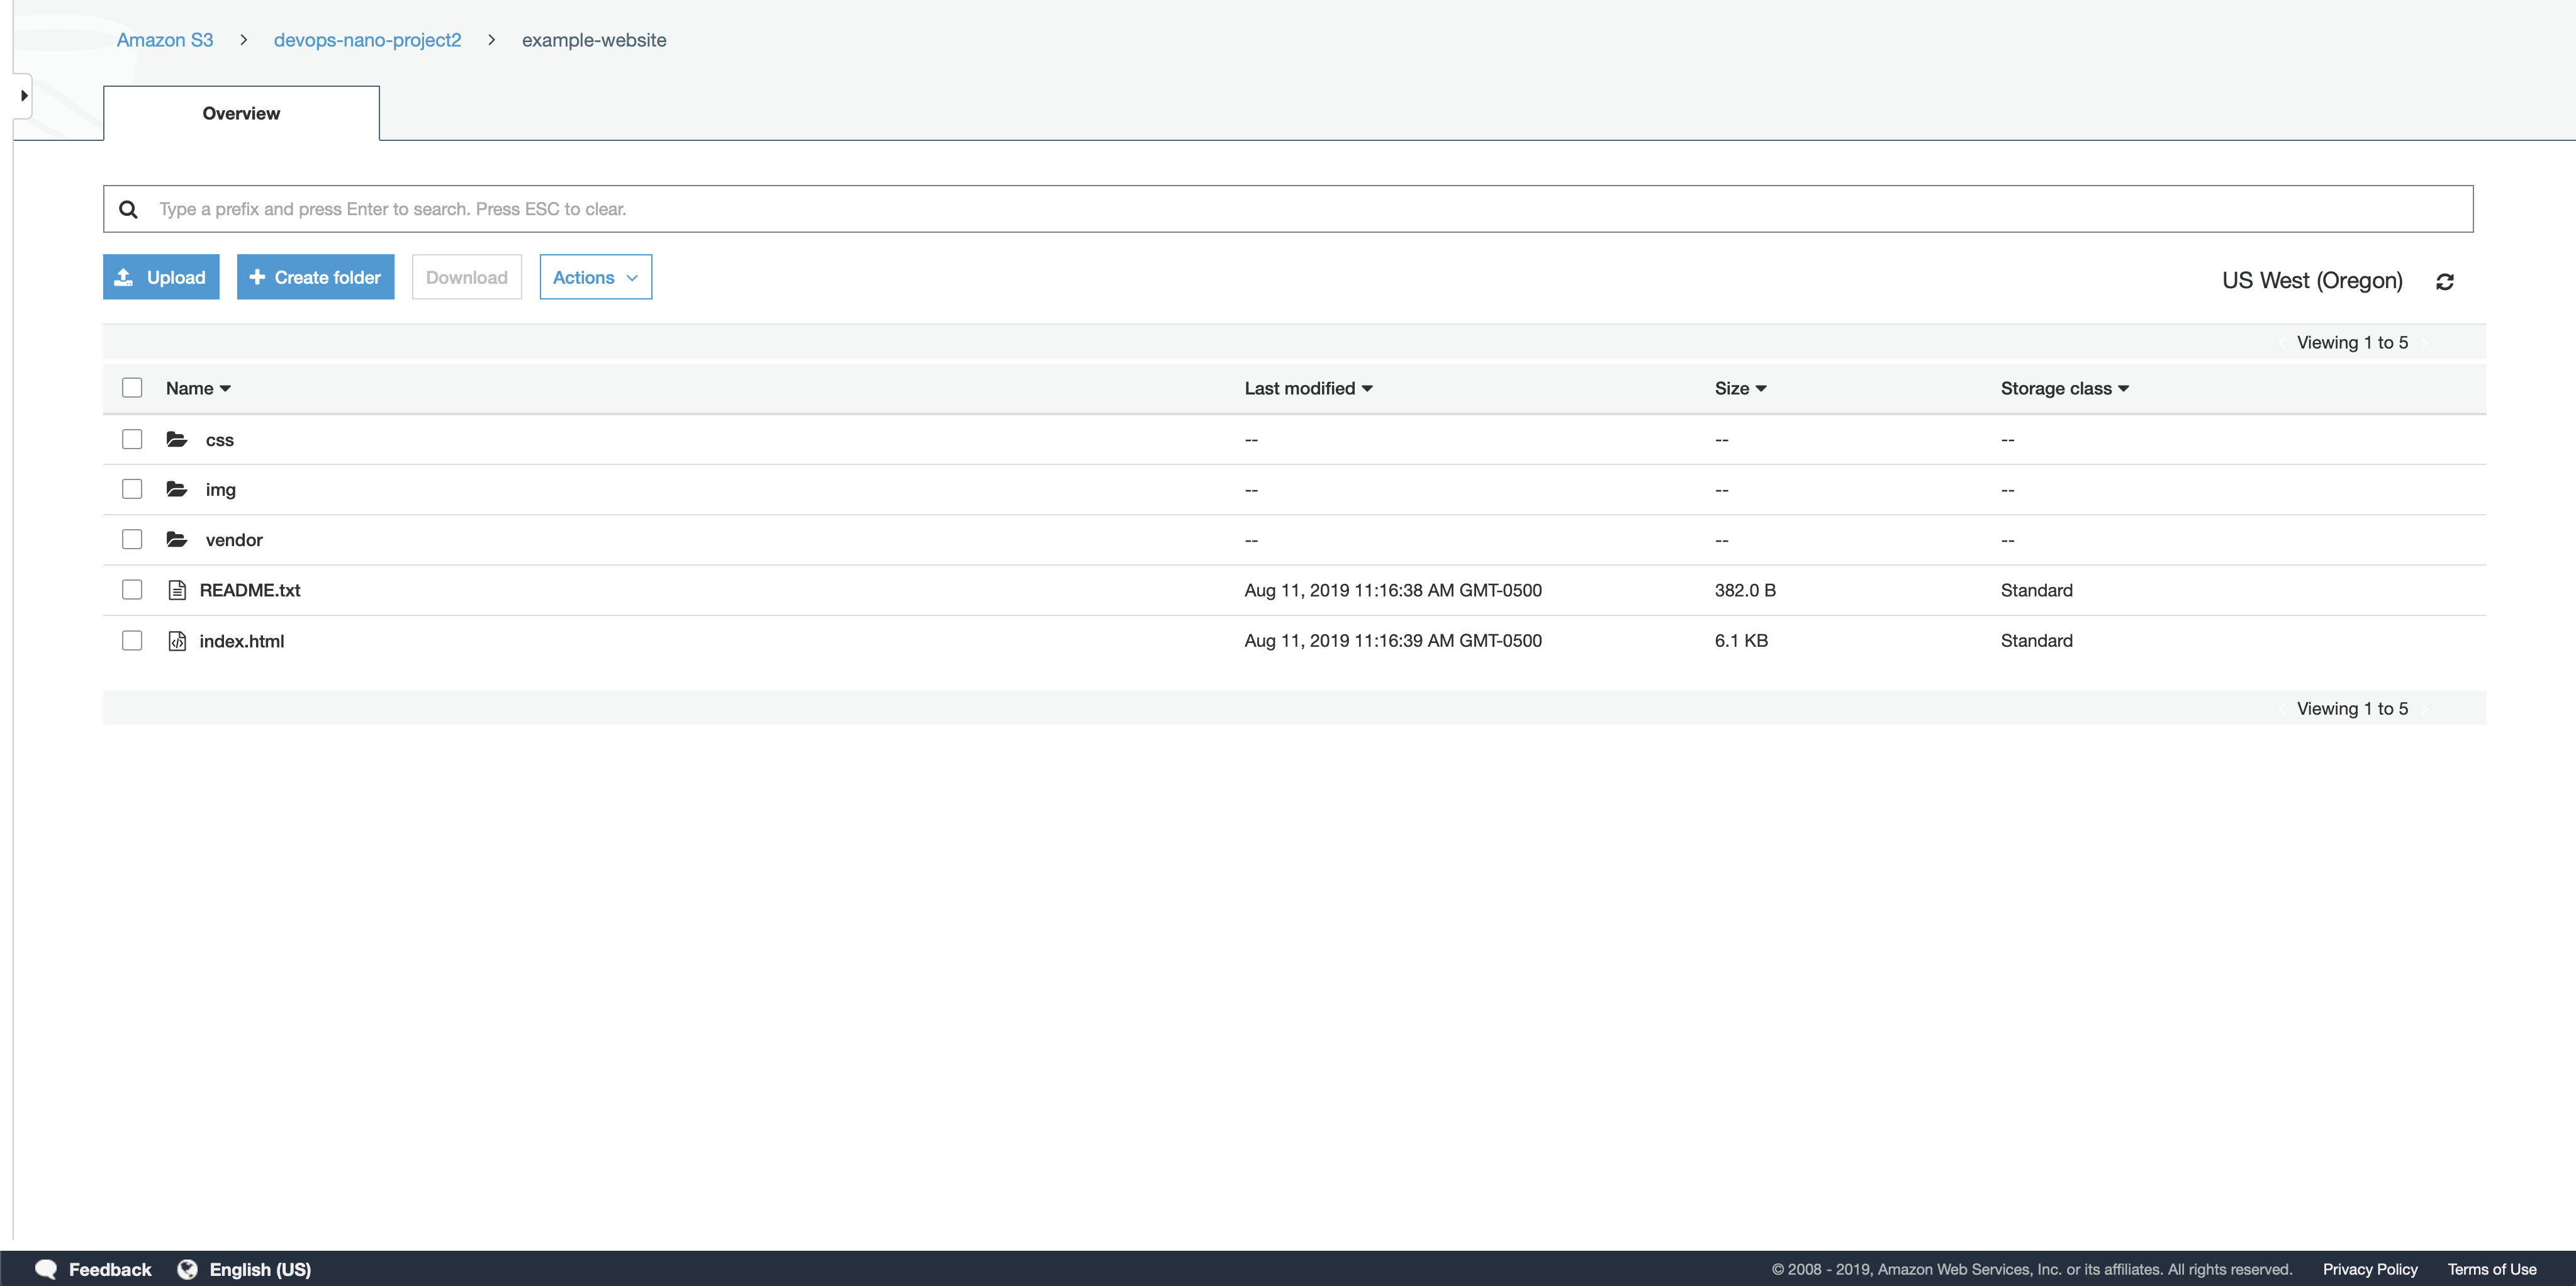 Amazon S3 > devops-nano-project2 > example-website
Overview
Type a prefix and press Enter to search. Press ESC to clear.
Upload + Create folder Download Actions US West (Oregon)
Viewing 1 to 5
Name Last modified Size Storage class
css -- -- --
img -- -- --
vendor -- -- --
README.txt Aug 11, 2019 11:16:38 AM GMT-0500 382.0 B Standard
index.html Aug 11, 2019 11:16:39 AM GMT-0500 6.1 KB Standard
Viewing 1 to 5
Feedback English (US) © 2008 - 2019, Amazon Web Services, Inc. or its affiliates. All rights reserved. Privacy Policy Terms of Use